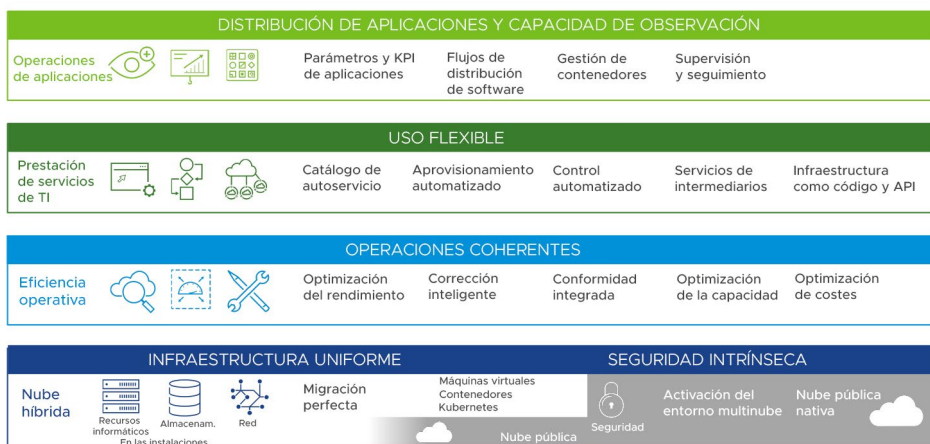 DISTRIBUCIÓN DE APLICACIONES Y CAPACIDAD DE OBSERVACIÓN
Operaciones
de aplicaciones
Parámetros y KPI
de aplicaciones
Flujos de
distribución
de software
Gestión de
contenedores
Supervisión
y seguimiento
USO FLEXIBLE
Prestación
de servicios
de TI
Catálogo de
autoservicio
Aprovisionamiento
automatizado
Control
automatizado
Servicios de
intermediarios
Infraestructura
como código y API
OPERACIONES COHERENTES
Eficiencia
operativa
Optimización
del rendimiento
Corrección
inteligente
Conformidad
integrada
Optimización
de la capacidad
Optimización
de costes
INFRAESTRUCTURA UNIFORME
SEGURIDAD INTRÍNSECA
Nube
híbrida
Recursos
informáticos
Almacenam.
Red
En las instalaciones
Migración
perfecta
Máquinas virtuales
Contenedores
Kubernetes
Nube pública
Seguridad
Activación del
entorno multinube
Nube pública
nativa